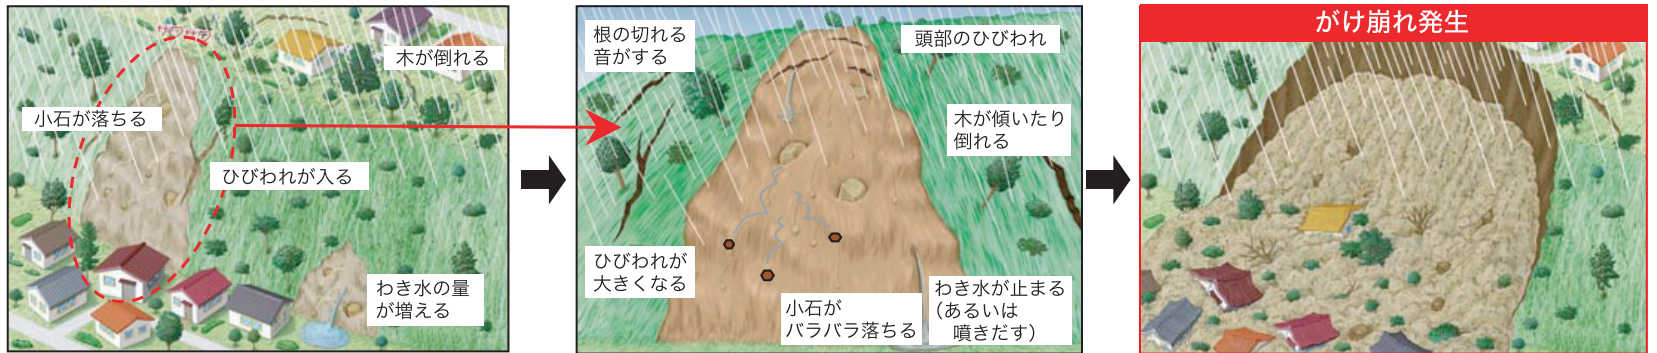 ザワザワ
木が倒れる
小石が落ちる
ひびわれが入る
わき水の量
が増える
根の切れる
音がする
頭部のひびわれ
木が傾いたり
倒れる
ひびわれが
大きくなる
小石が
バラバラ落ちる
わき水が止まる
(あるいは
噴きだす)
がけ崩れ発生